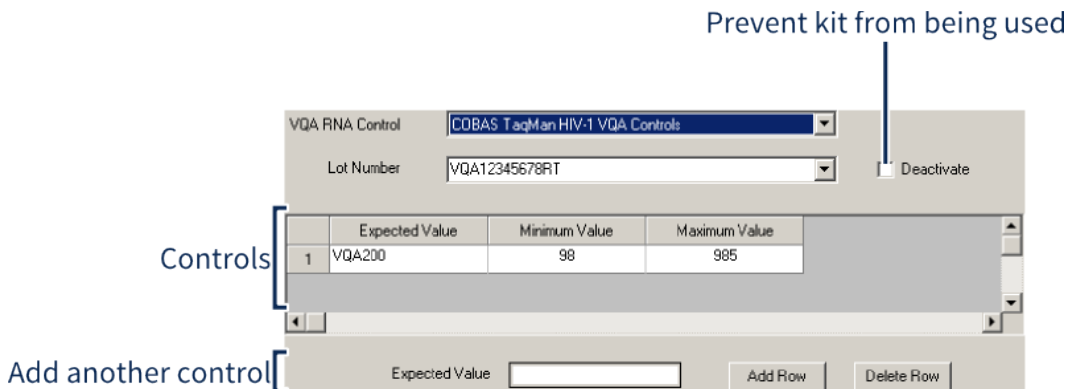 Prevent kit from being used
VQA RNA Control COBAS TaqMan HIV-1 VQA Controls
Lot Number VQA12345678RT Deactivate
Expected Value Minimum Value Maximum Value
Controls
1 VQA200 98 985
Add another control
Expected Value Add Row Delete Row